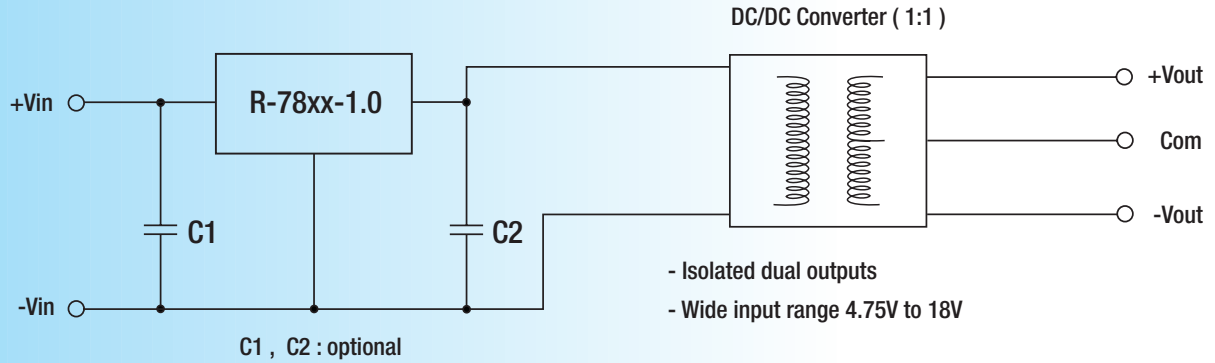 DC/DC Converter ( 1:1 )
+Vin
R-78xx-1.0
+Vout
Com
-Vout
C1
C2
- Isolated dual outputs
- Wide input range 4.75V to 18V
-Vin
C1 , C2 : optional